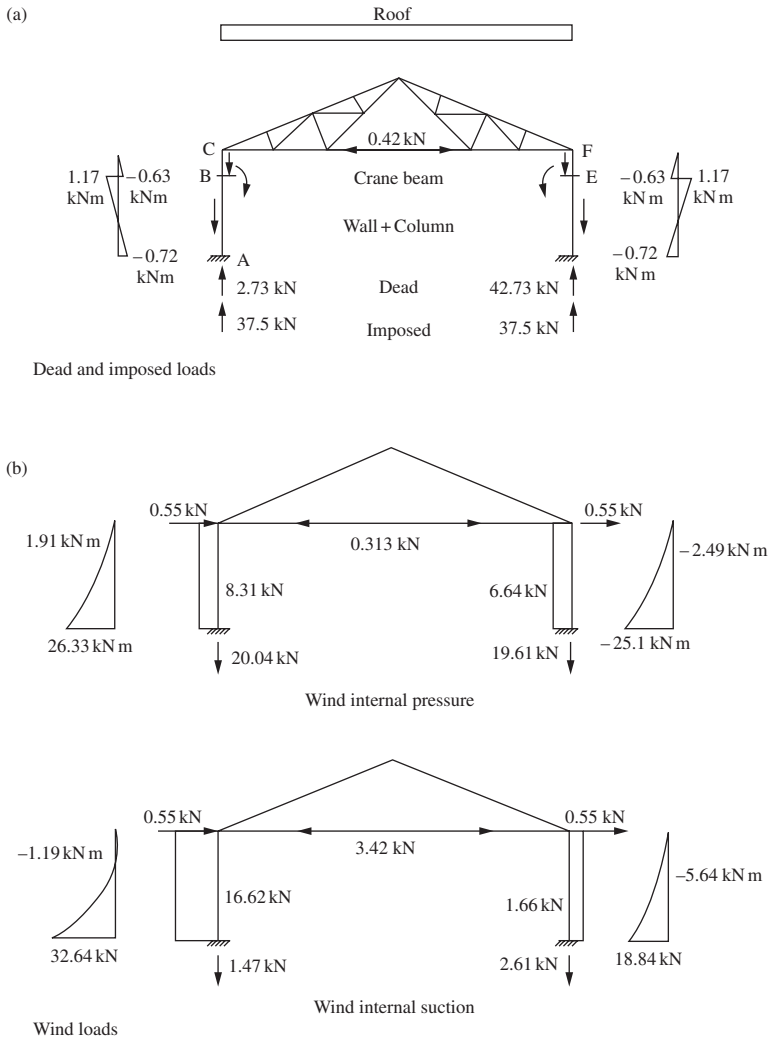 (a)
Roof
C
0.42 kN
F
B
Crane beam
E
1.17
kNm
−0.63
kNm
−0.63
kN m
1.17
kN m
Wall + Column
−0.72
kNm
A
−0.72
kN m
2.73 kN
Dead
42.73 kN
37.5 kN
Imposed
37.5 kN
Dead and imposed loads
(b)
0.55 kN
0.55 kN
1.91 kN m
0.313 kN
−2.49 kN m
8.31 kN
6.64 kN
26.33 kN m
20.04 kN
19.61 kN
−25.1 kN m
Wind internal pressure
0.55 kN
0.55 kN
−1.19 kN m
3.42 kN
−5.64 kN m
16.62 kN
1.66 kN
32.64 kN
1.47 kN
2.61 kN
18.84 kN
Wind internal suction
Wind loads